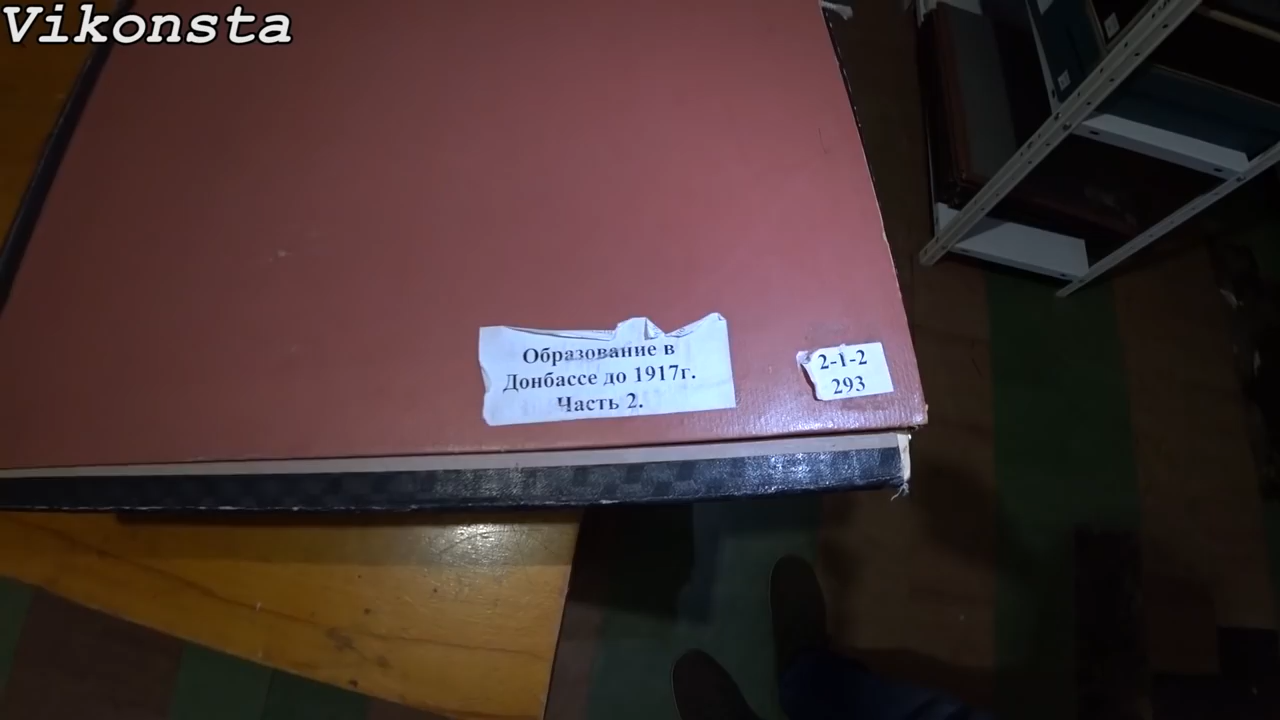 Vikonsta
Образование в
Донбассе до 1917г.
Часть 2.
2-1-2
293